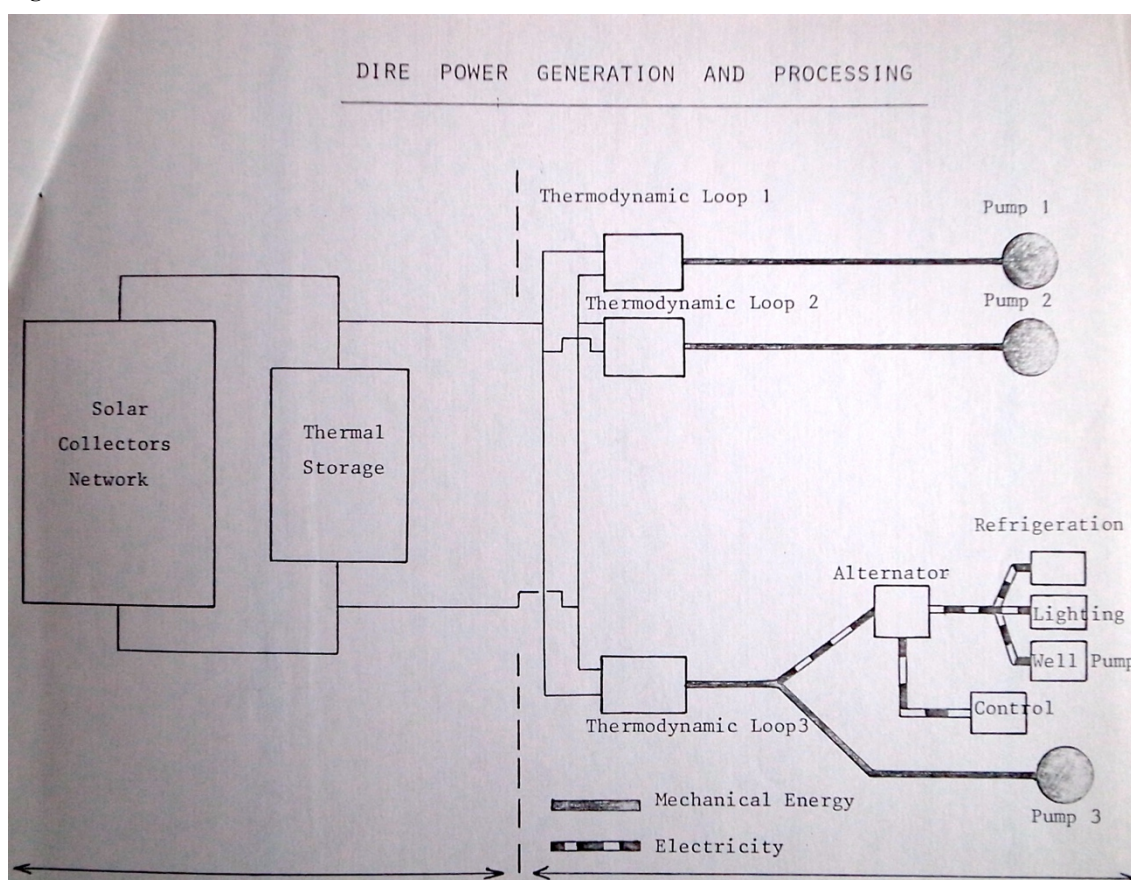 DIRE POWER GENERATION AND PROCESSING
Thermodynamic Loop 1
Pump 1
Thermodynamic Loop 2
Pump 2
Solar
Collectors
Network
Thermal
Storage
Refrigeration
Alternator
Lighting
Well Pump
Control
Thermodynamic Loop3
Mechanical Energy
Pump 3
Electricity